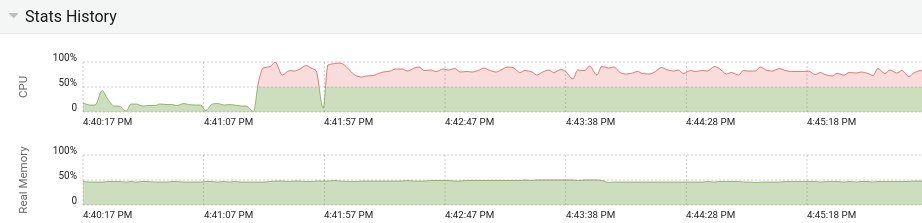 Stats History
CPU
100%
50%
0
4:40:17 PM 4:41:07 PM 4:41:57 PM 4:42:47 PM 4:43:38 PM 4:44:28 PM 4:45:18 PM
Real Memory
100%
50%
0
4:40:17 PM 4:41:07 PM 4:41:57 PM 4:42:47 PM 4:43:38 PM 4:44:28 PM 4:45:18 PM